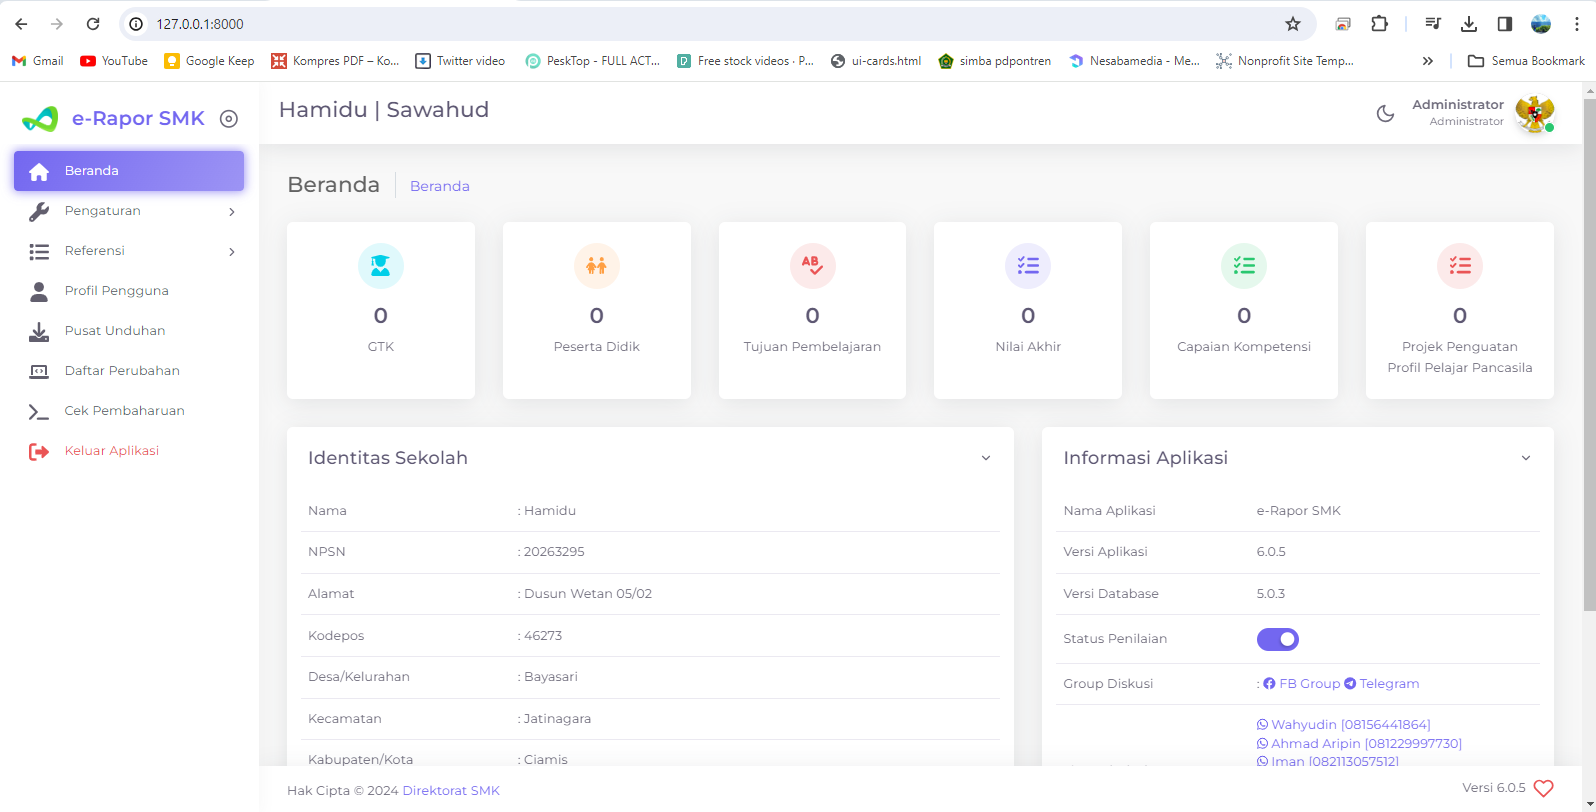 127.0.0.1:8000
Gmail YouTube Google Keep Kompres PDF – Ko... Twitter video PeskTop - FULL ACT... Free stock videos · P... ui-cards.html simba pdpontren Nesabamedia - Me... Nonprofit Site Temp... » Semua Bookmark
e-Rapor SMK
Beranda
Pengaturan
Referensi
Profil Pengguna
Pusat Unduhan
Daftar Perubahan
Cek Pembaharuan
Keluar Aplikasi
Hamidu | Sawahud
Administrator
Administrator
Beranda Beranda
0
GTK
0
Peserta Didik
AB
0
Tujuan Pembelajaran
0
Nilai Akhir
0
Capaian Kompetensi
0
Projek Penguatan
Profil Pelajar Pancasila
Identitas Sekolah
Nama : Hamidu
NPSN : 20263295
Alamat : Dusun Wetan 05/02
Kodepos : 46273
Desa/Kelurahan : Bayasari
Kecamatan : Jatinagara
Kabupaten/Kota : Ciamis
Informasi Aplikasi
Nama Aplikasi e-Rapor SMK
Versi Aplikasi 6.0.5
Versi Database 5.0.3
Status Penilaian
Group Diskusi : FB Group Telegram
Wahyudin [08156441864]
Ahmad Aripin [081229997730]
Iman [082113057512]
Hak Cipta © 2024 Direktorat SMK
Versi 6.0.5